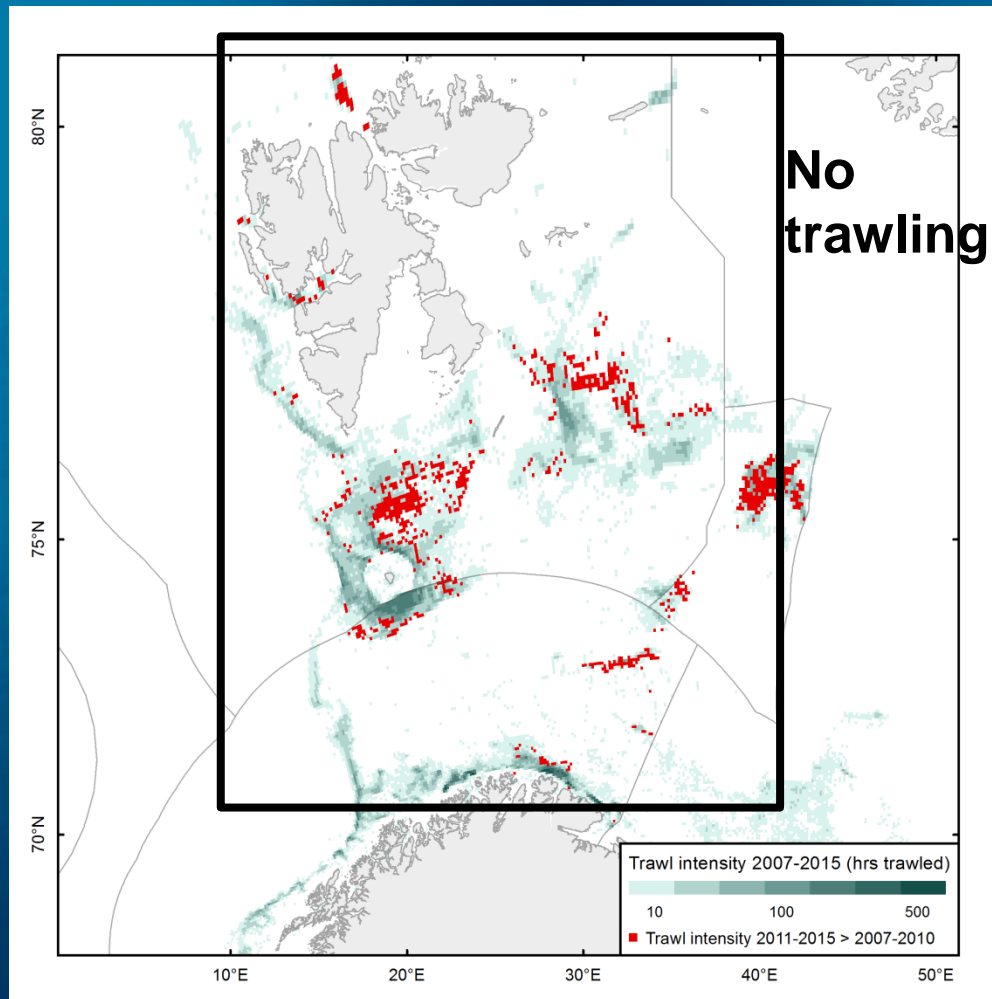 80°N
No
trawling
75°N
70°N
Trawl intensity 2007-2015 (hrs trawled)
10 100 500
Trawl intensity 2011-2015 > 2007-2010
10°E 20°E 30°E 40°E 50°E